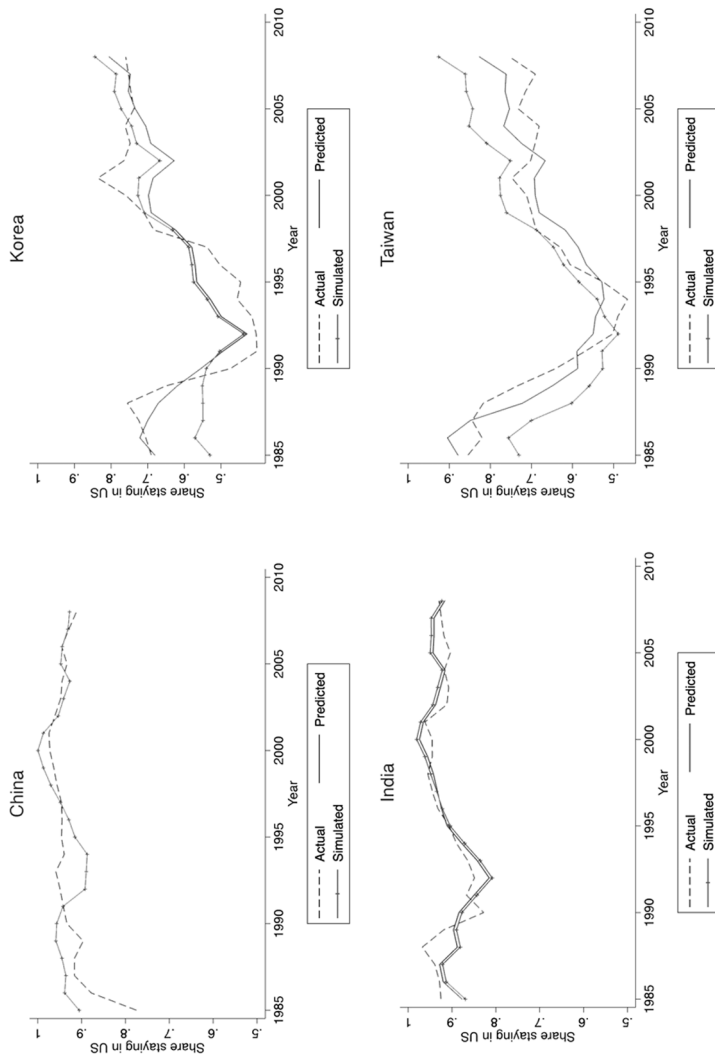 China
Share staying in US
1
.9
.8
.7
.6
.5
1985 1990 1995 2000 2005 2010
Year
Actual Predicted
Simulated
Korea
Share staying in US
1
.9
.8
.7
.6
.5
1985 1990 1995 2000 2005 2010
Year
Actual Predicted
Simulated
India
Share staying in US
1
.9
.8
.7
.6
.5
1985 1990 1995 2000 2005 2010
Year
Actual Predicted
Simulated
Taiwan
Share staying in US
.9
.8
.7
.6
.5
1985 1990 1995 2000 2005 2010
Year
Actual Predicted
Simulated